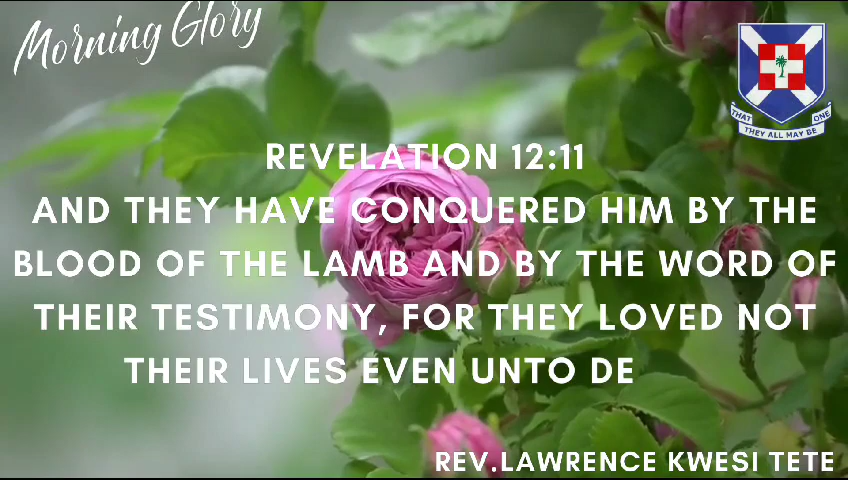 Morning Glory
THAT
THEY ALL MAY BE
ONE
REVELATION 12:11
AND THEY HAVE CONQUERED HIM BY THE
BLOOD OF THE LAMB AND BY THE WORD OF
THEIR TESTIMONY, FOR THEY LOVED NOT
THEIR LIVES EVEN UNTO DE
REV.LAWRENCE KWESI TETE